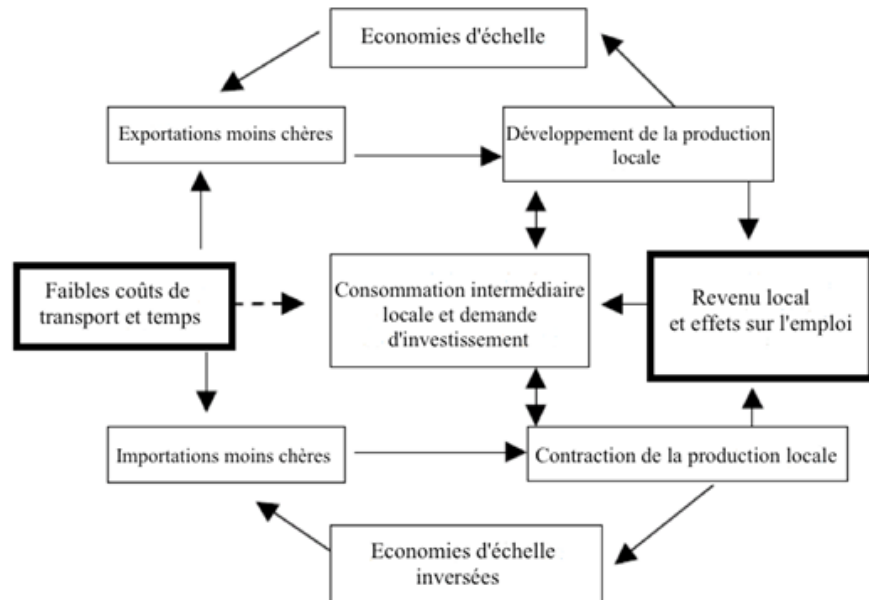 Economies d'échelle
Exportations moins chères
Développement de la production
locale
Faibles coûts de
transport et temps
Consommation intermédiaire
locale et demande
d'investissement
Revenu local
et effets sur l'emploi
Importations moins chères
Contraction de la production locale
Economies d'échelle
inversées